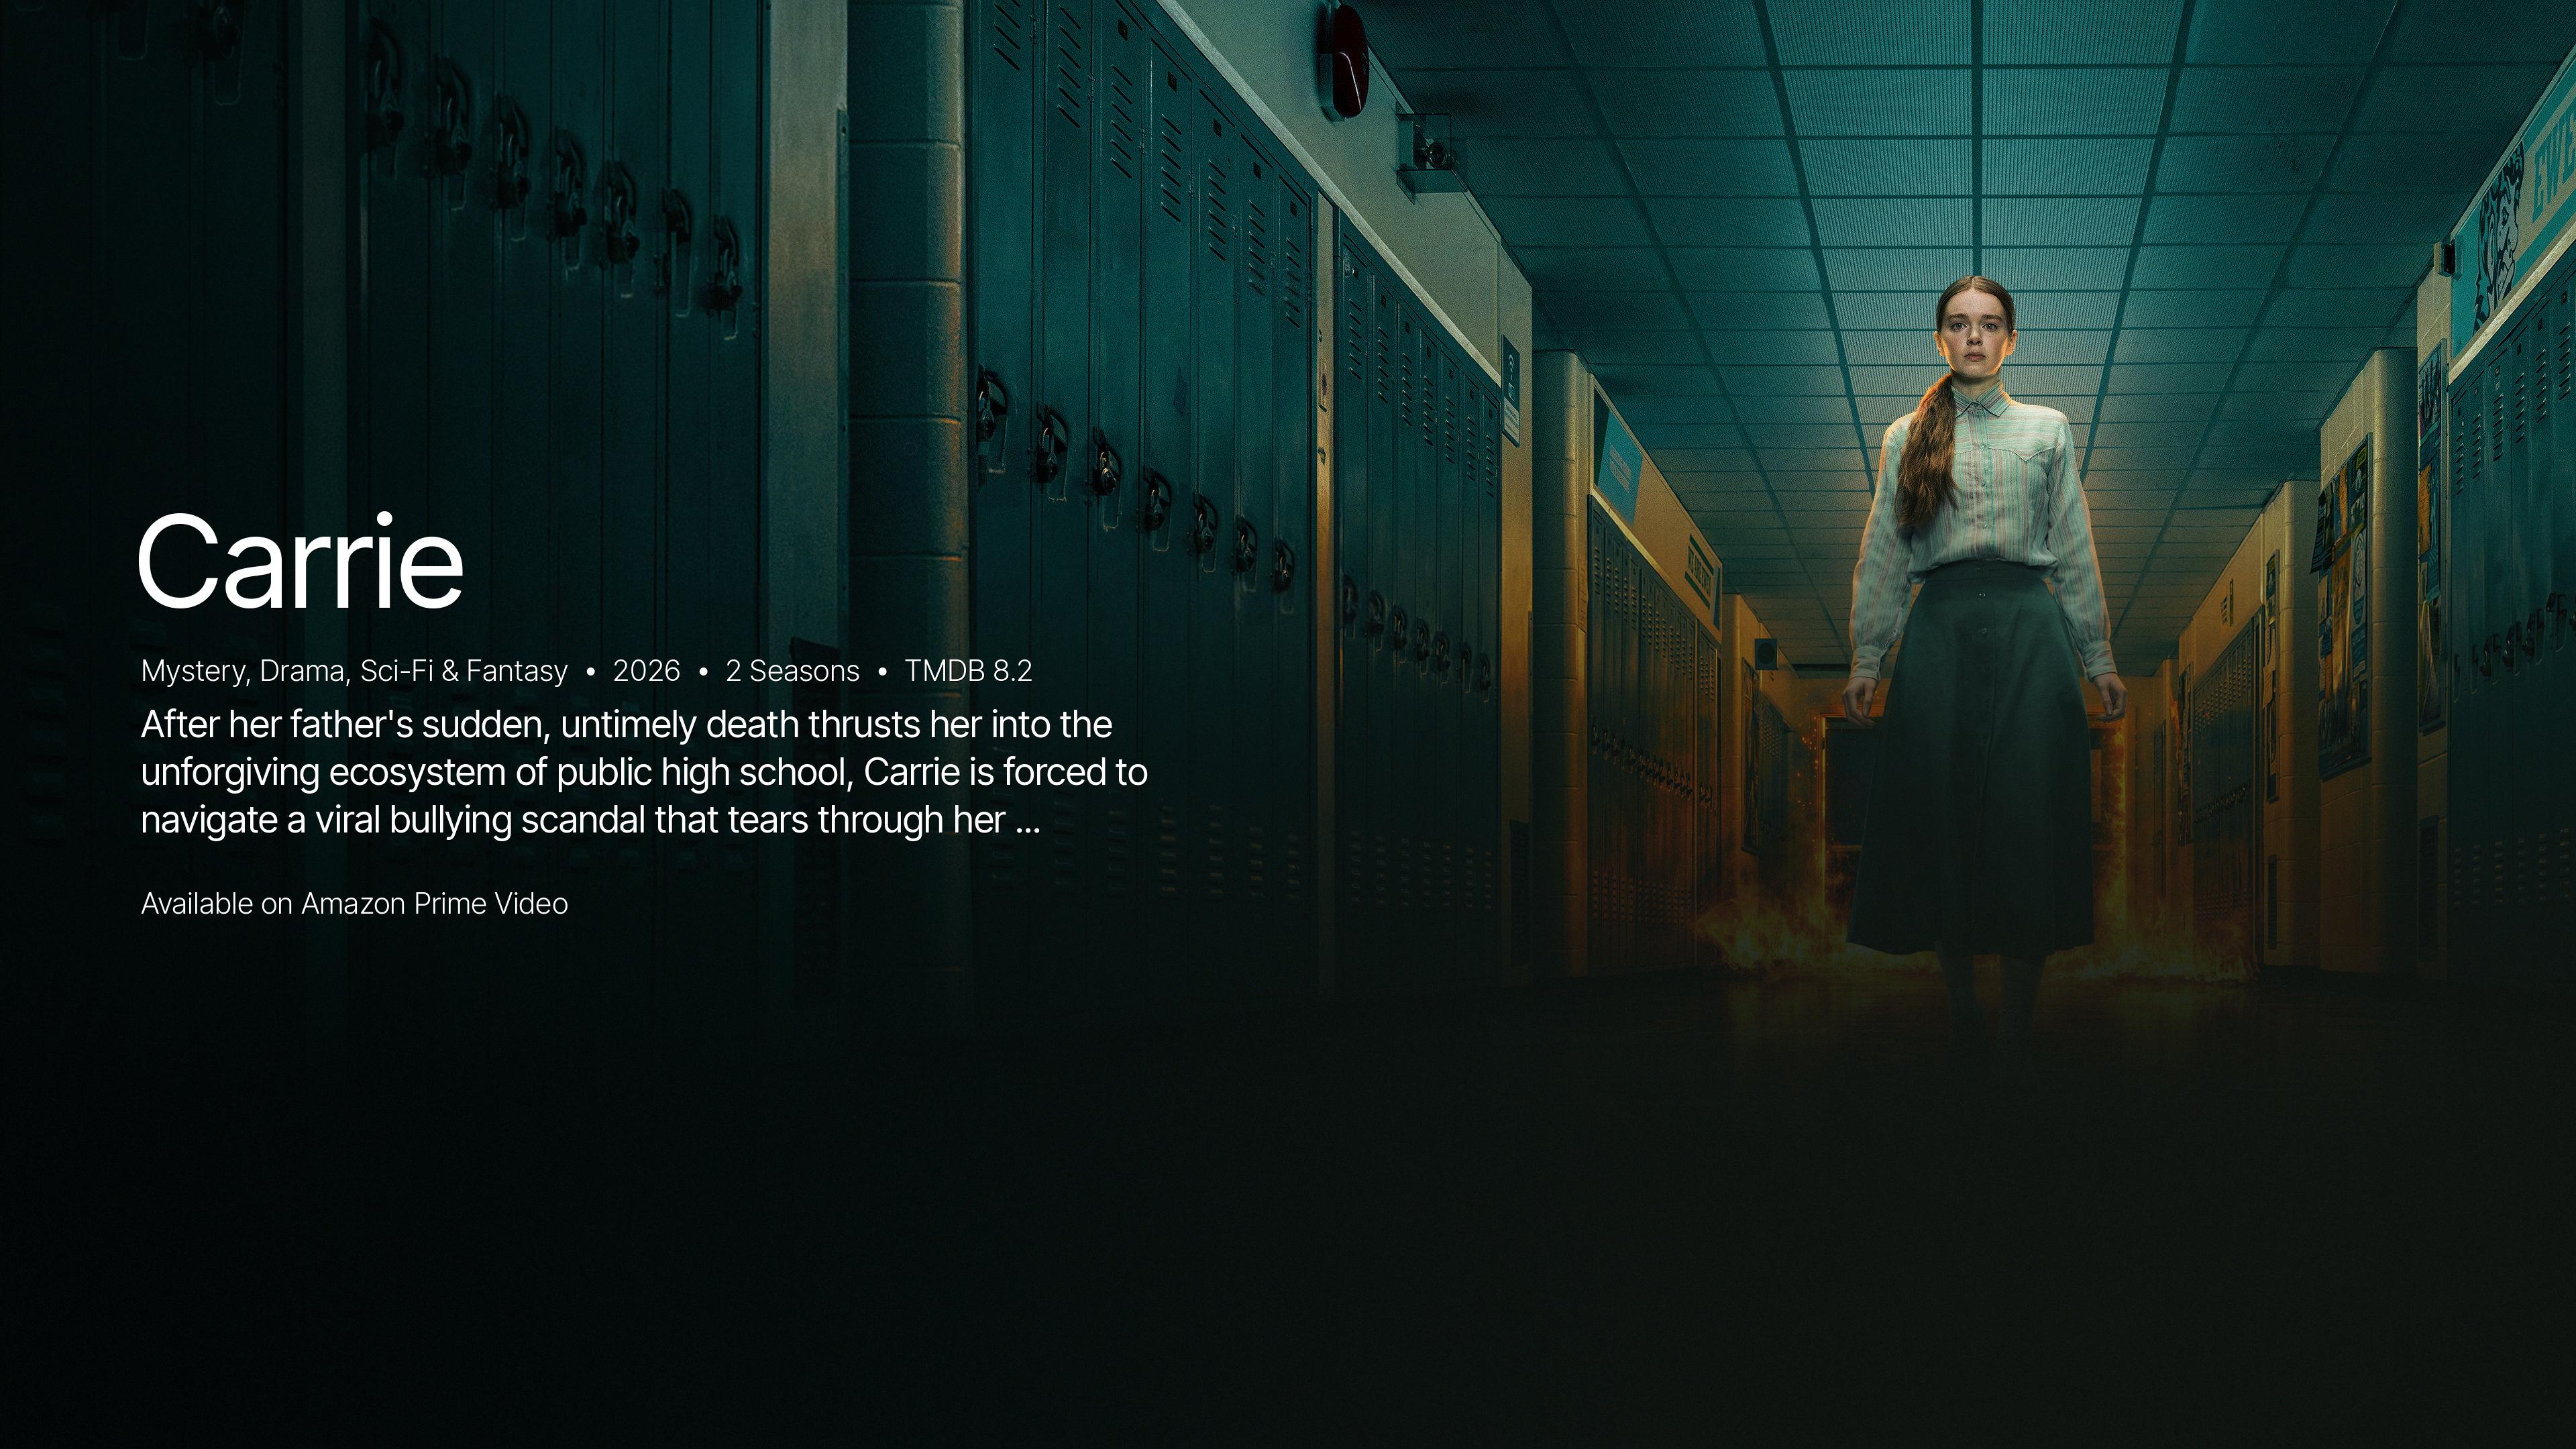 Carrie
Mystery, Drama, Sci-Fi & Fantasy • 2026 • 2 Seasons • TMDB 8.2
After her father's sudden, untimely death thrusts her into the
unforgiving ecosystem of public high school, Carrie is forced to
navigate a viral bullying scandal that tears through her ...
Available on Amazon Prime Video